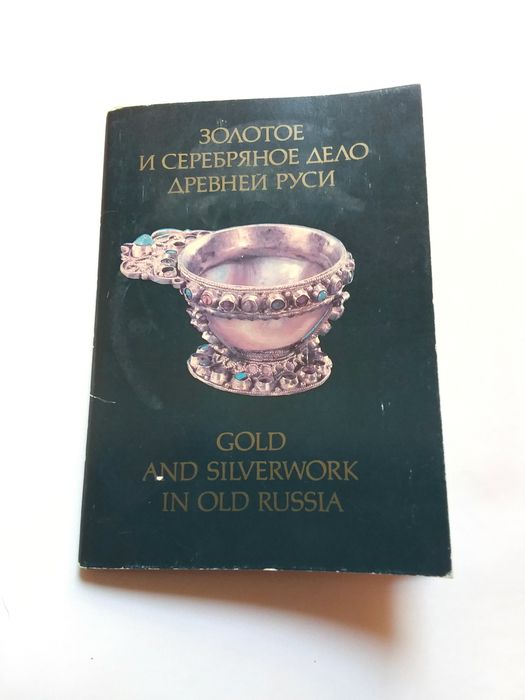 ЗОЛОТОЕ
И СЕРЕБРЯНОЕ ДЕЛО
ДРЕВНЕЙ РУСИ
GOLD
AND SILVERWORK
IN OLD RUSSIA